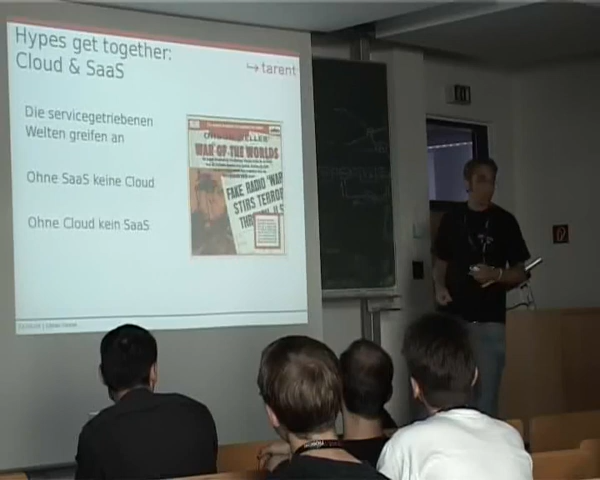 Hypes get together:
Cloud & SaaS
tarent
Die servicegetriebenen
Welten greifen an
WAR OF THE WORLDS
FAKE RADIO 'WAR
STIRS TERROR
Ohne SaaS keine Cloud
Ohne Cloud kein SaaS